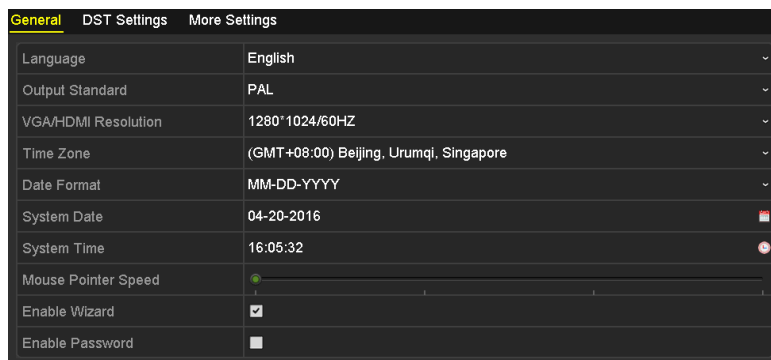 General DST Settings More Settings
Language English
Output Standard PAL
VGA/HDMI Resolution 1280*1024/60HZ
Time Zone (GMT+08:00) Beijing, Urumqi, Singapore
Date Format MM-DD-YYYY
System Date 04-20-2016
System Time 16:05:32
Mouse Pointer Speed
Enable Wizard
Enable Password